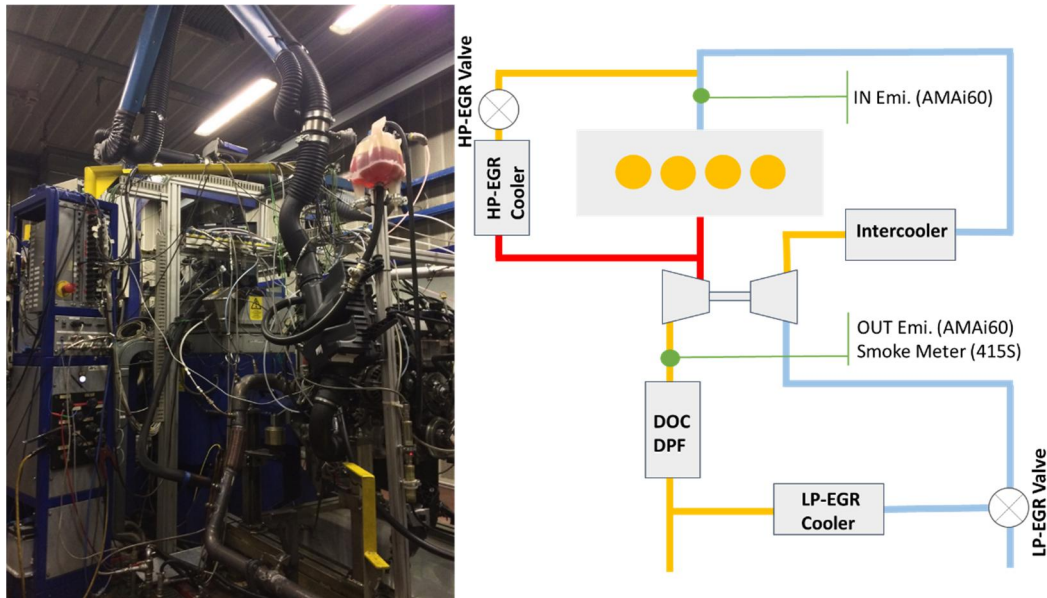 HP-EGR Valve
HP-EGR
Cooler
IN Emi. (AMAi60)
Intercooler
OUT Emi. (AMAi60)
Smoke Meter (415S)
DOC
DPF
LP-EGR
Cooler
LP-EGR Valve